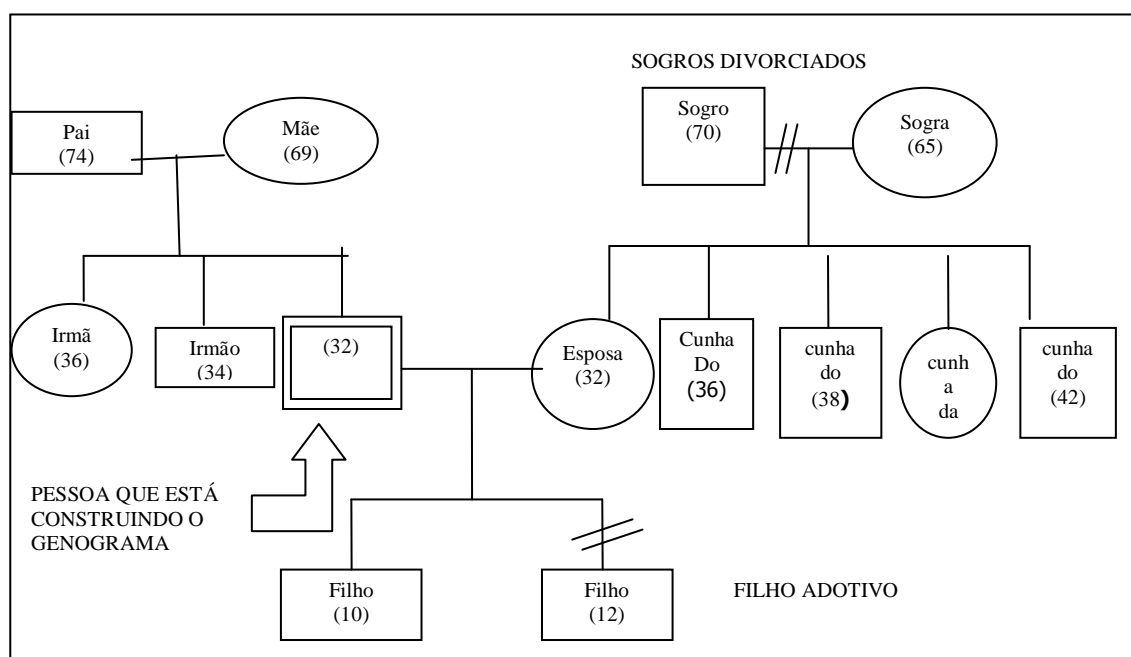 SOGROS DIVORCIADOS
Pai
(74)
Mãe
(69)
Sogro
(70)
Sogra
(65)
Irmã
(36)
Irmão
(34)
(32)
Esposa
(32)
Cunha
Do
(36)
cunha
do
(38)
cunh
a
da
cunha
do
(42)
PESSOA QUE ESTÁ
CONSTRUINDO O
GENOGRAMA
Filho
(10)
Filho
(12)
FILHO ADOTIVO